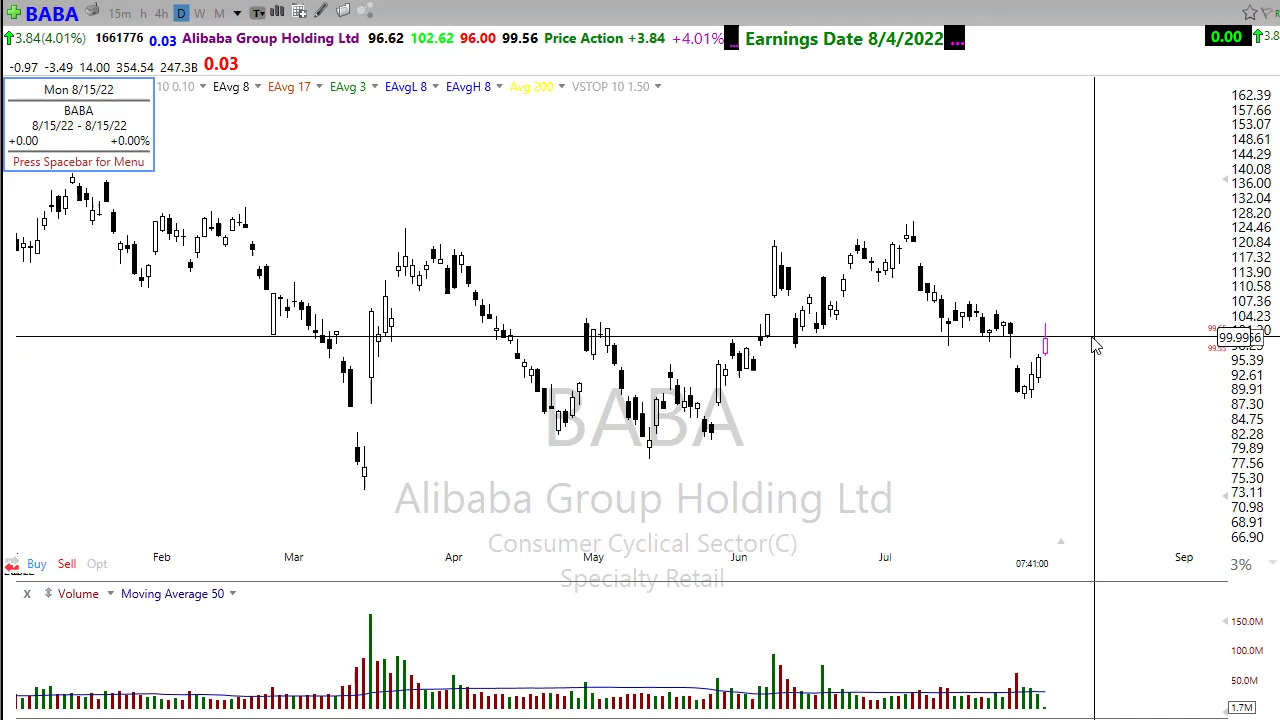 BABA 15m h 4h D W M
3.84(4.01%) 1661776 0.03 Alibaba Group Holding Ltd 96.62 102.62 96.00 99.56 Price Action +3.84 +4.01% ... Earnings Date 8/4/2022 ... 0.00 3.8
-0.97 -3.49 14.00 354.54 247.3B 0.03
Mon 8/15/22
BABA
8/15/22 - 8/15/22
+0.00 +0.00%
Press Spacebar for Menu
10 0.10 EAvg 8 EAvg 17 EAvg 3 EAvgL 8 EAvgH 8 Avg 200 VSTOP 10 1.50
162.39
157.66
153.07
148.61
144.29
140.08
136.00
132.04
128.20
124.46
120.84
117.32
113.90
110.58
107.36
104.23
95.39
92.61
89.91
87.30
84.75
82.28
79.89
77.56
75.30
73.11
70.98
68.91
66.90
BABA
Alibaba Group Holding Ltd
Consumer Cyclical Sector(C)
Specialty Retail
Feb Mar Apr May Jun Jul Sep
Buy Sell Opt 07:41:00 3%
x Volume Moving Average 50
150.0M
100.0M
50.0M
1.7M